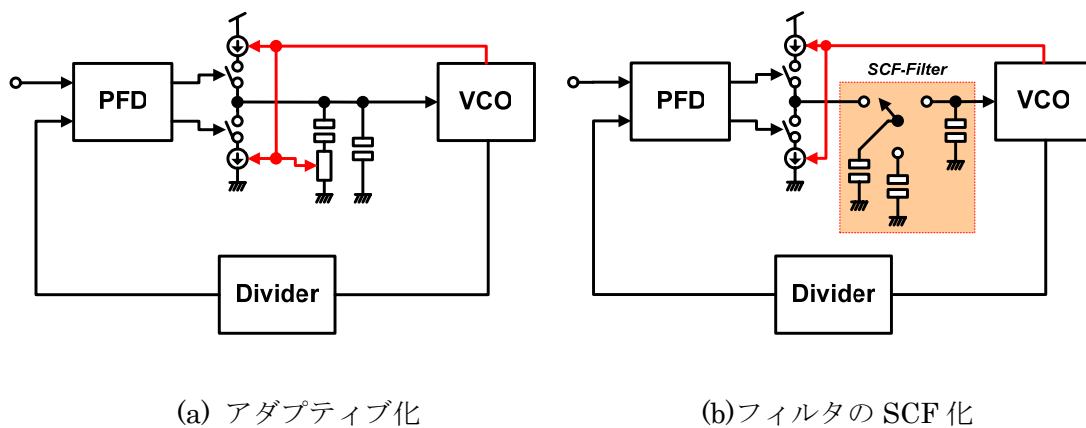 PFD
VCO
Divider
(a) アダプティブ化
SCF-Filter
PFD
VCO
Divider
(b)フィルタの SCF 化